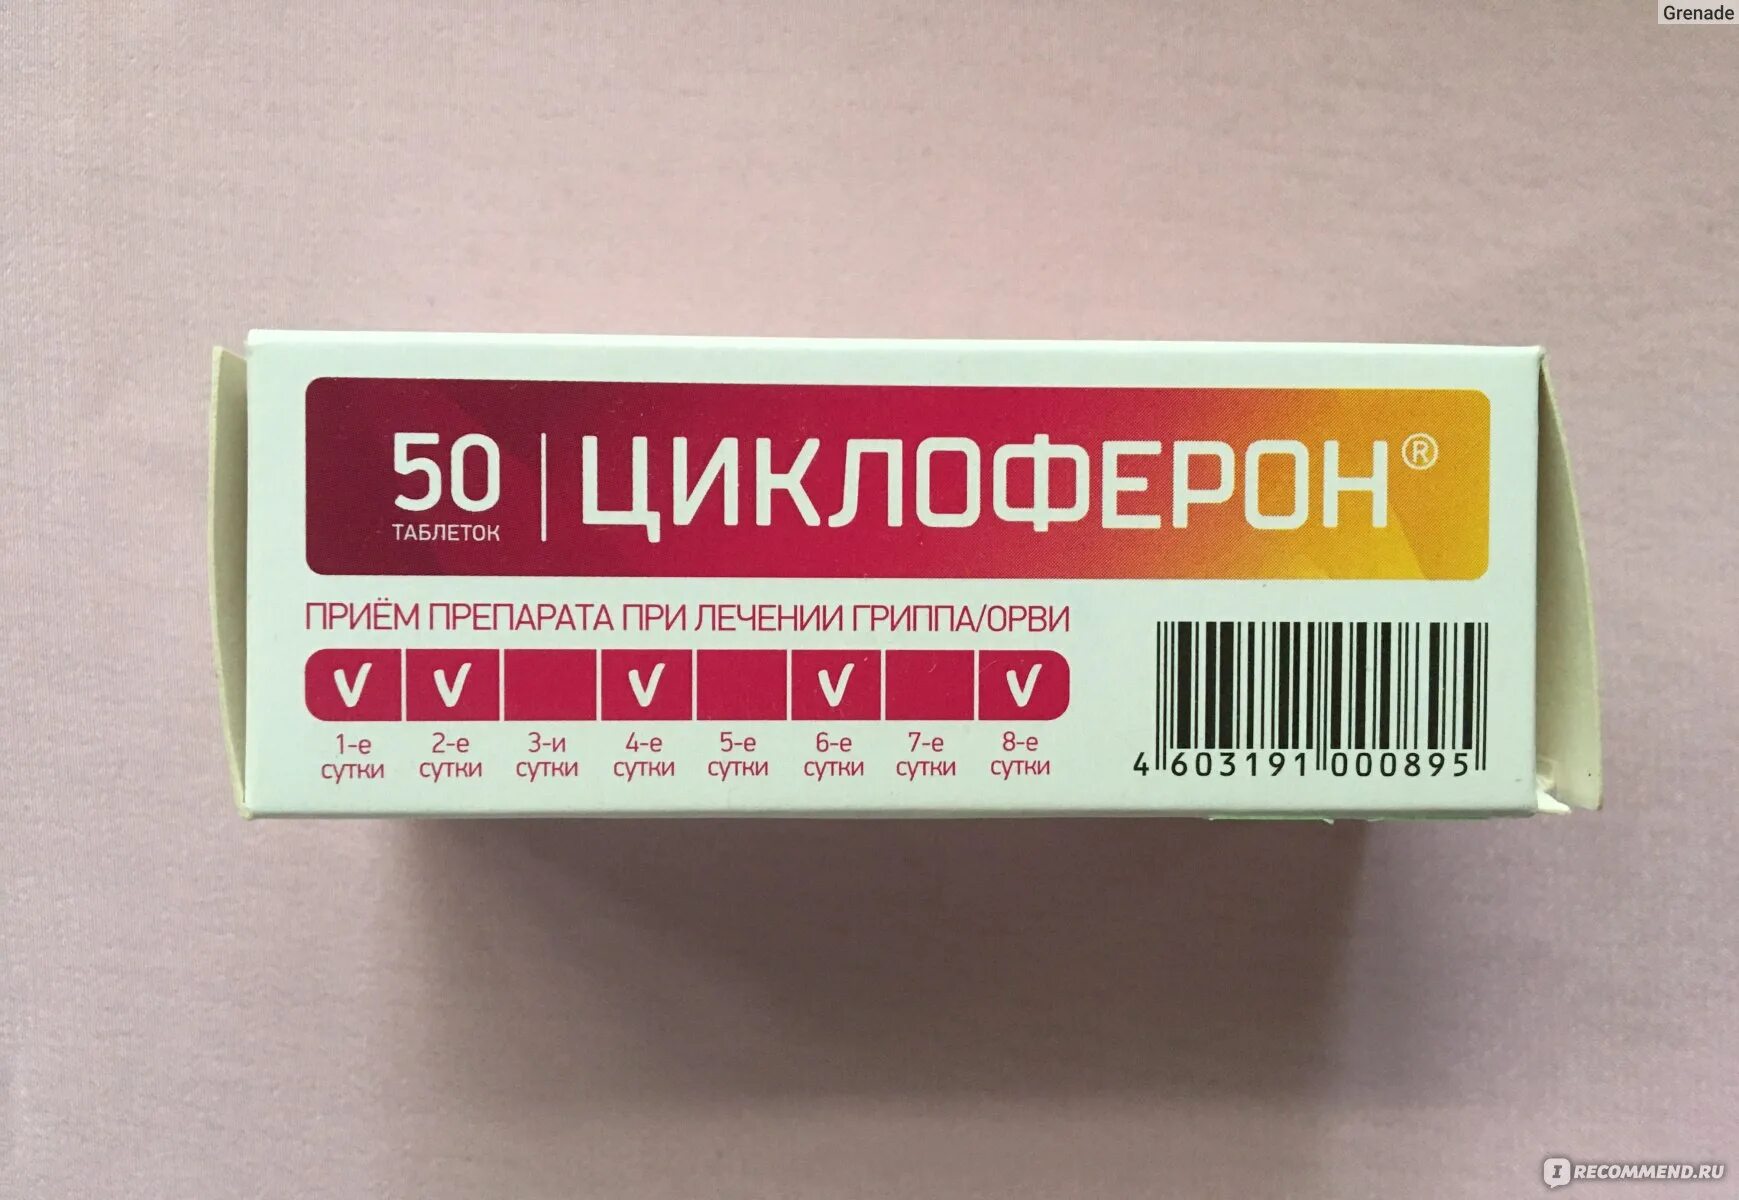 Grenade
50 ТАБЛЕТОК
ЦИКЛОФЕРОН®
ПРИЁМ ПРЕПАРАТА ПРИ ЛЕЧЕНИИ ГРИППА/ОРВИ
1-е сутки
2-е сутки
3-и сутки
4-е сутки
5-е сутки
6-е сутки
7-е сутки
8-е сутки
4 603191 000895
IRECOMMEND.RU